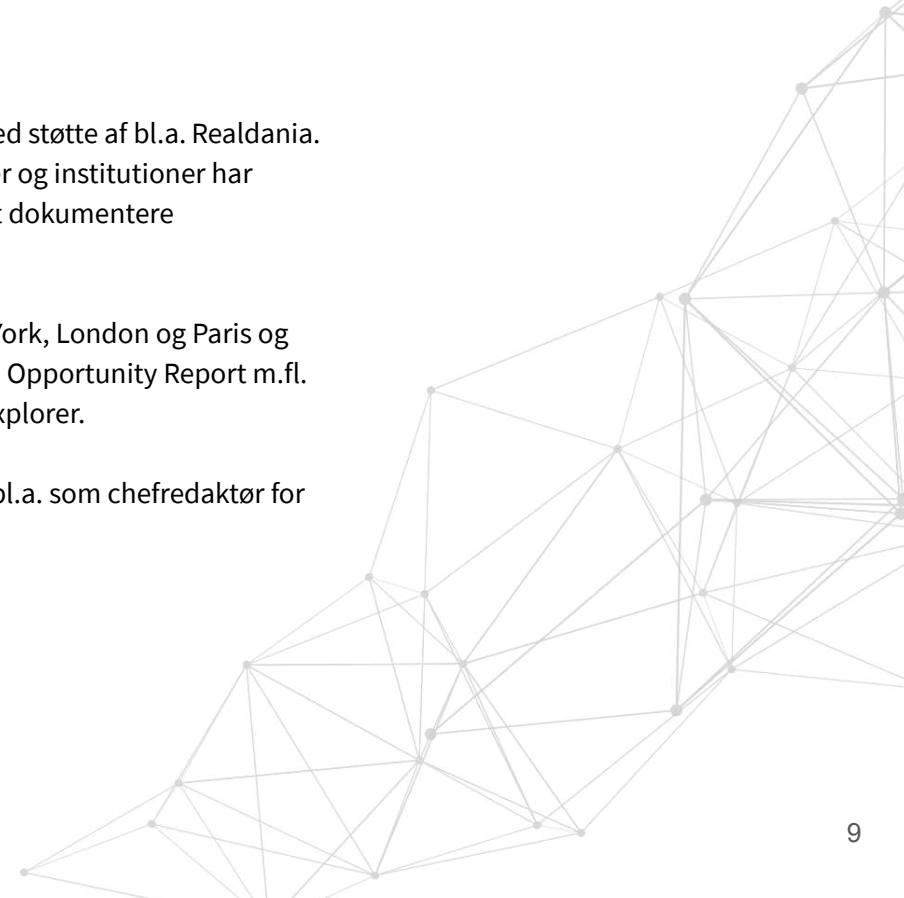 ed støtte af bl.a. Realdania.
er og institutioner har
t dokumentere
York, London og Paris og
Opportunity Report m.fl.
xplorer.
bl.a. som chefredaktør for
9